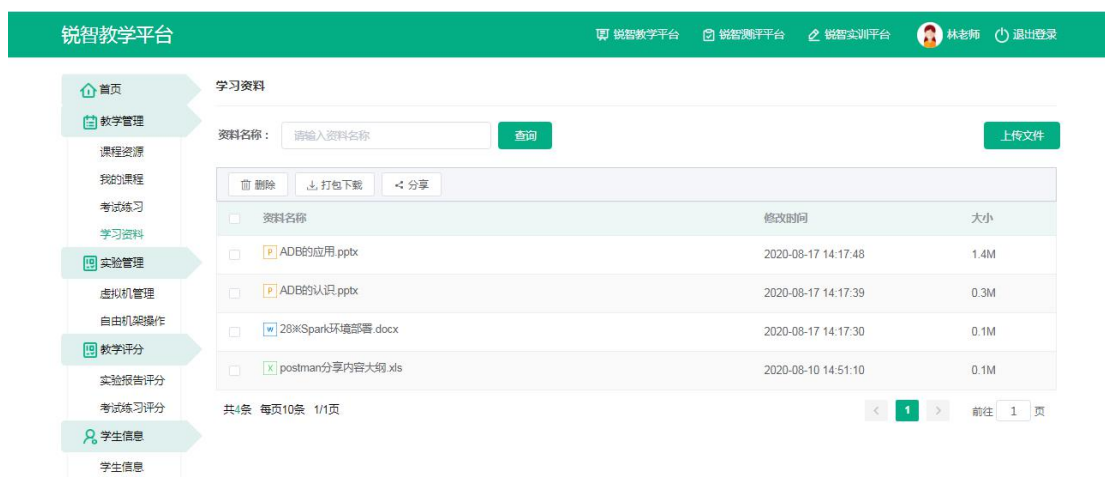 锐智教学平台
锐智教学平台 锐智测评平台 锐智实训平台 林老师 退出登录
首页
教学管理
课程资源
我的课程
考试练习
学习资料
实验管理
虚拟机管理
自由机架操作
教学评分
实验报告评分
考试练习评分
学生信息
学生信息
学习资料
资料名称： 请输入资料名称 查询 上传文件
删除 打包下载 分享
资料名称 修改时间 大小
P ADB的应用.pptx 2020-08-17 14:17:48 1.4M
P ADB的认识.pptx 2020-08-17 14:17:39 0.3M
W 28※Spark环境部署.docx 2020-08-17 14:17:30 0.1M
X postman分享内容大纲.xls 2020-08-10 14:51:10 0.1M
共4条 每页10条 1/1页 < 1 > 前往 1 页